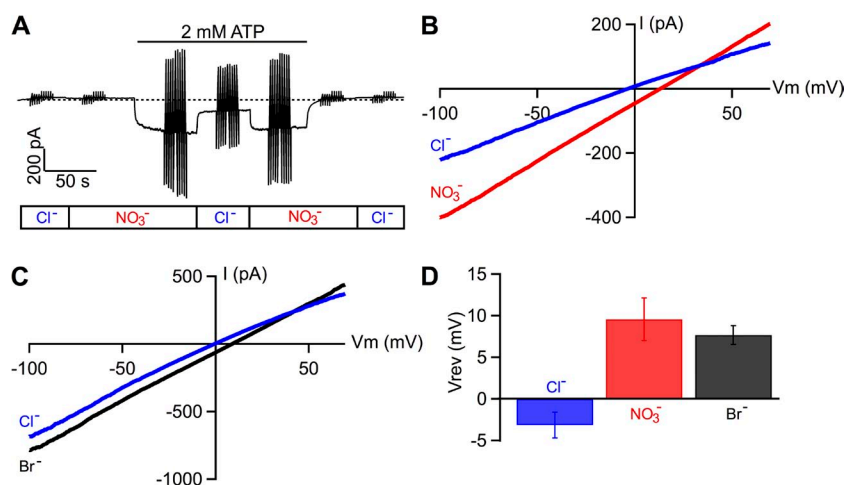 A
2 mM ATP
200 pA
50 s
Cl⁻ NO₃⁻ Cl⁻ NO₃⁻ Cl⁻
B
I (pA)
200
Vm (mV)
-100 -50 50
Cl⁻
-200
NO₃⁻
-400
C
I (pA)
500
Vm (mV)
-100 -50 50
Cl⁻
-500
Br⁻
-1000
D
Vrev (mV)
15
10
5
0
-5
Cl⁻
NO₃⁻
Br⁻